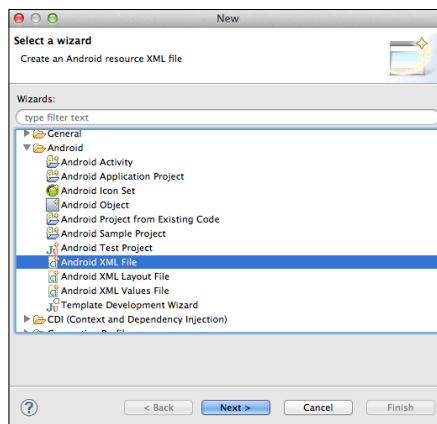 New
Select a wizard
Create an Android resource XML file
Wizards:
type filter text
General
Android
Android Activity
Android Application Project
Android Icon Set
Android Object
Android Project from Existing Code
Android Sample Project
Android Test Project
Android XML File
Android XML Layout File
Android XML Values File
Template Development Wizard
CDI (Context and Dependency Injection)
? < Back Next > Cancel Finish